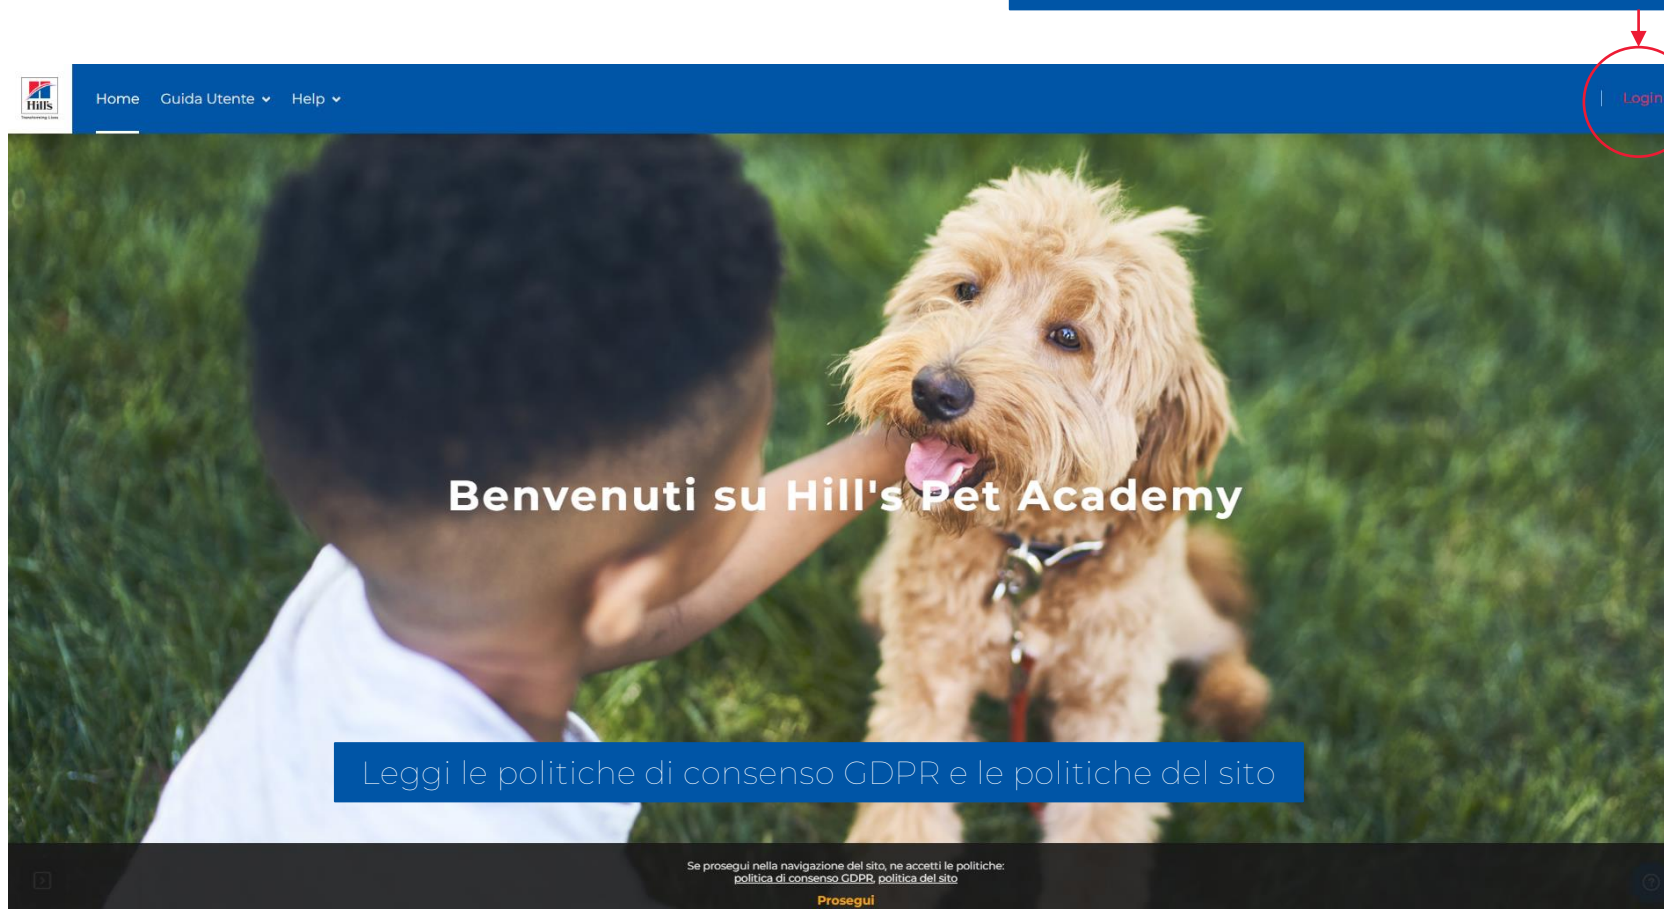 Hill's
Transforming Lives
Home Guida Utente Help
Login
Benvenuti su Hill's Pet Academy
Leggi le politiche di consenso GDPR e le politiche del sito
Se prosegui nella navigazione del sito, ne accetti le politiche:
politica di consenso GDPR, politica del sito
Prosegui